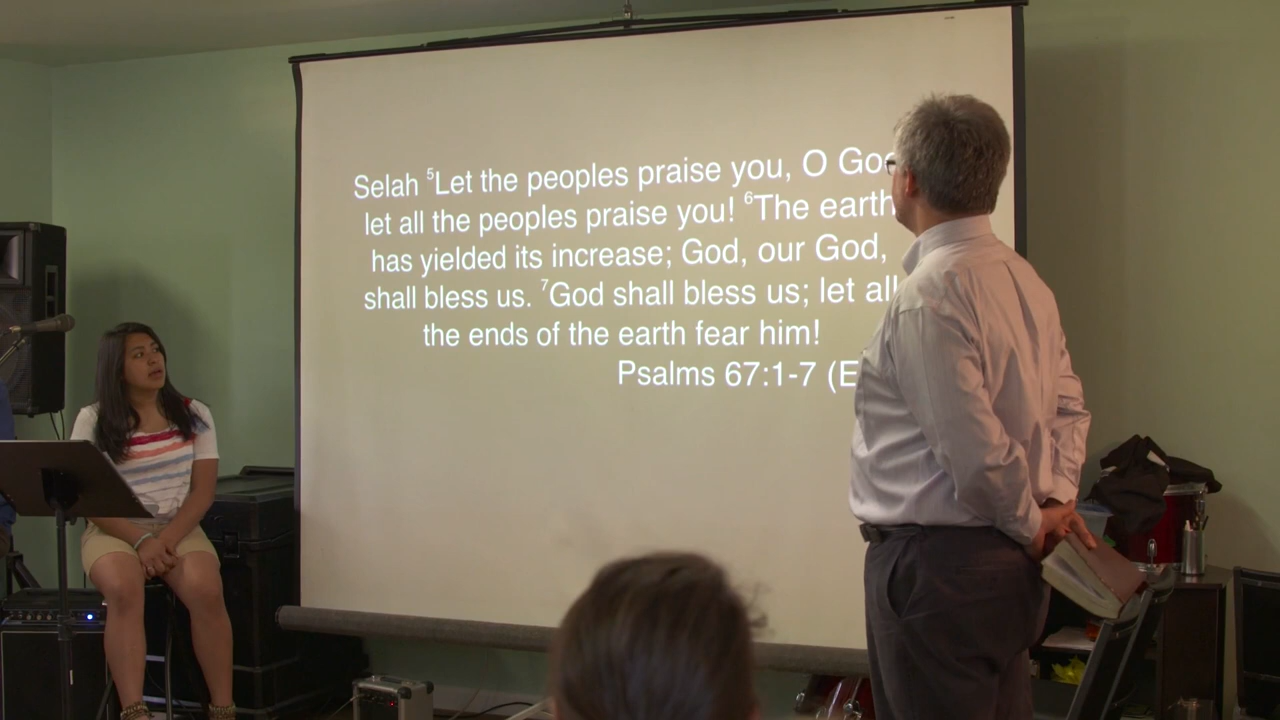 Selah ⁵Let the peoples praise you, O God
let all the peoples praise you! ⁶The earth
has yielded its increase; God, our God,
shall bless us. ⁷God shall bless us; let all
the ends of the earth fear him!
Psalms 67:1-7 (E